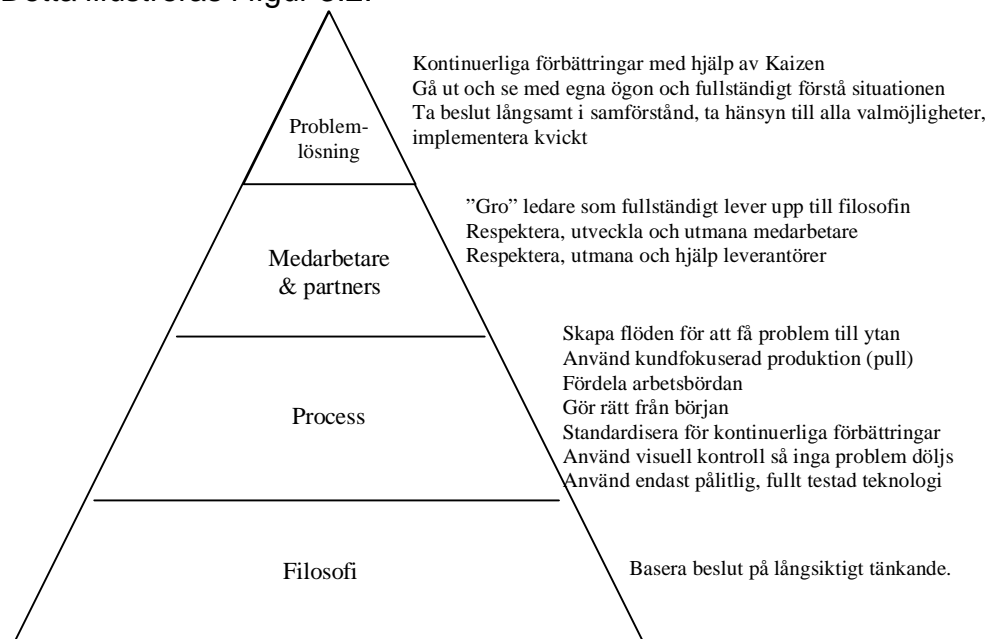 Detta illustreras i figur 3.2.
Kontinuerliga förbättringar med hjälp av Kaizen
Gå ut och se med egna ögon och fullständigt förstå situationen
Ta beslut långsamt i samförstånd, ta hänsyn till alla valmöjligheter,
implementera kvickt
Problem-
lösning
”Gro” ledare som fullständigt lever upp till filosofin
Respektera, utveckla och utmana medarbetare
Respektera, utmana och hjälp leverantörer
Medarbetare
& partners
Skapa flöden för att få problem till ytan
Använd kundfokuserad produktion (pull)
Fördela arbetsbördan
Gör rätt från början
Standardisera för kontinuerliga förbättringar
Använd visuell kontroll så inga problem döljs
Använd endast pålitlig, fullt testad teknologi
Process
Filosofi
Basera beslut på långsiktigt tänkande.